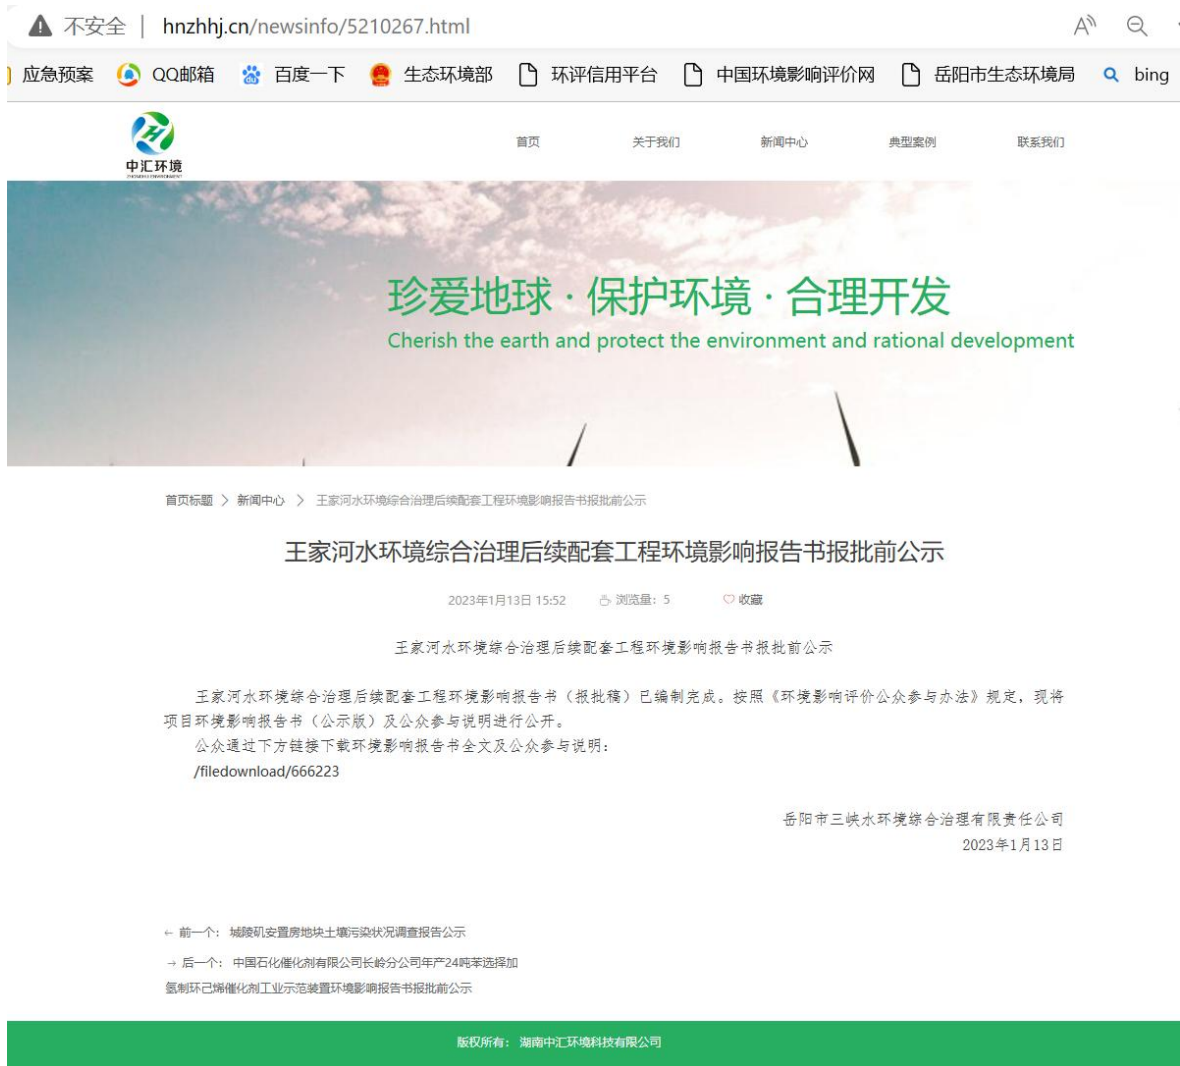 不安全 | hnzhhj.cn/newsinfo/5210267.html
应急预案 QQ邮箱 百度一下 生态环境部 环评信用平台 中国环境影响评价网 岳阳市生态环境局 bing
中汇环境
首页 关于我们 新闻中心 典型案例 联系我们
珍爱地球 · 保护环境 · 合理开发
Cherish the earth and protect the environment and rational development
首页标题 > 新闻中心 > 王家河水环境综合治理后续配套工程环境影响报告书报批前公示
王家河水环境综合治理后续配套工程环境影响报告书报批前公示
2023年1月13日 15:52 浏览量: 5 收藏
王家河水环境综合治理后续配套工程环境影响报告书报批前公示
王家河水环境综合治理后续配套工程环境影响报告书（报批稿）已编制完成。按照《环境影响评价公众参与办法》规定，现将
项目环境影响报告书（公示版）及公众参与说明进行公开。
公众通过下方链接下载环境影响报告书全文及公众参与说明：
/filedownload/666223
岳阳市三峡水环境综合治理有限责任公司
2023年1月13日
← 前一个： 城陵矶安置房地块土壤污染状况调查报告公示
→ 后一个： 中国石化催化剂有限公司长岭分公司年产24吨苯选择加
氢制环己烯催化剂工业示范装置环境影响报告书报批前公示
版权所有： 湖南中汇环境科技有限公司